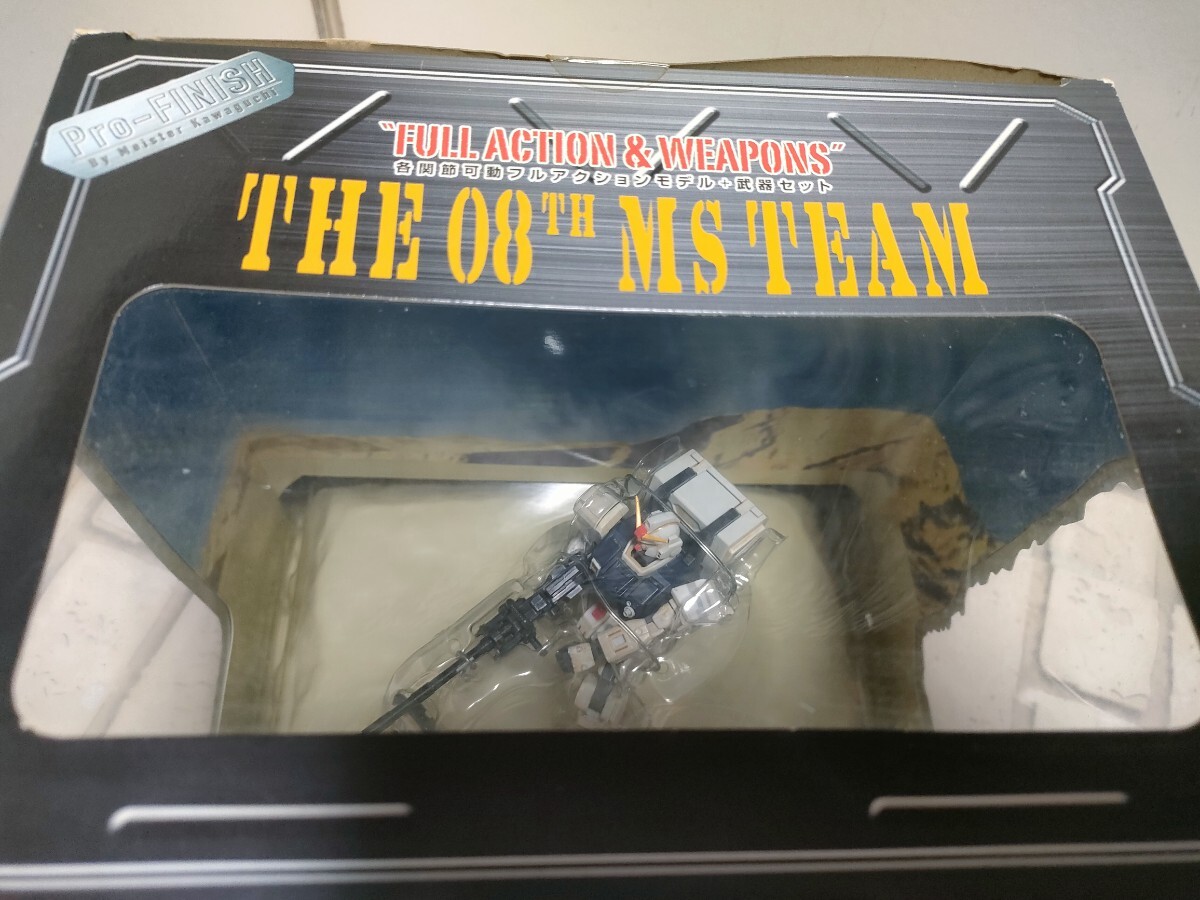 Pro-FINISH
By Meister Kawaguchi
"FULL ACTION & WEAPONS"
各関節可動フルアクションモデル+武器セット
THE 08TH MS TEAM